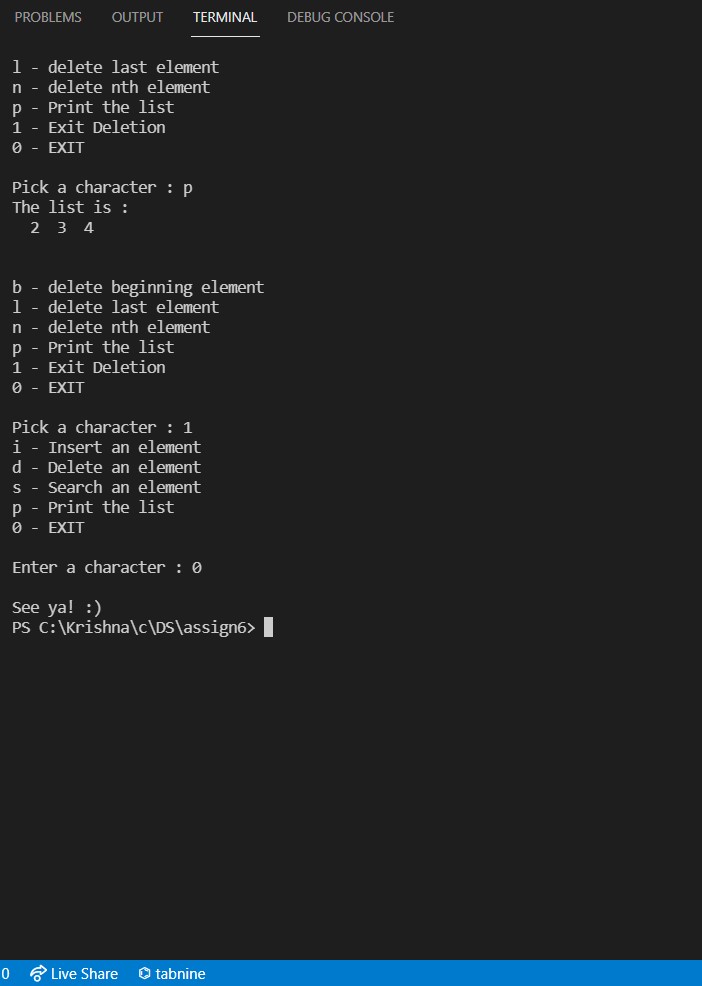 PROBLEMS OUTPUT TERMINAL DEBUG CONSOLE
l - delete last element
n - delete nth element
p - Print the list
1 - Exit Deletion
0 - EXIT
Pick a character : p
The list is :
2 3 4
b - delete beginning element
l - delete last element
n - delete nth element
p - Print the list
1 - Exit Deletion
0 - EXIT
Pick a character : 1
i - Insert an element
d - Delete an element
s - Search an element
p - Print the list
0 - EXIT
Enter a character : 0
See ya! :)
PS C:\Krishna\c\DS\assign6>
0 Live Share tabnine